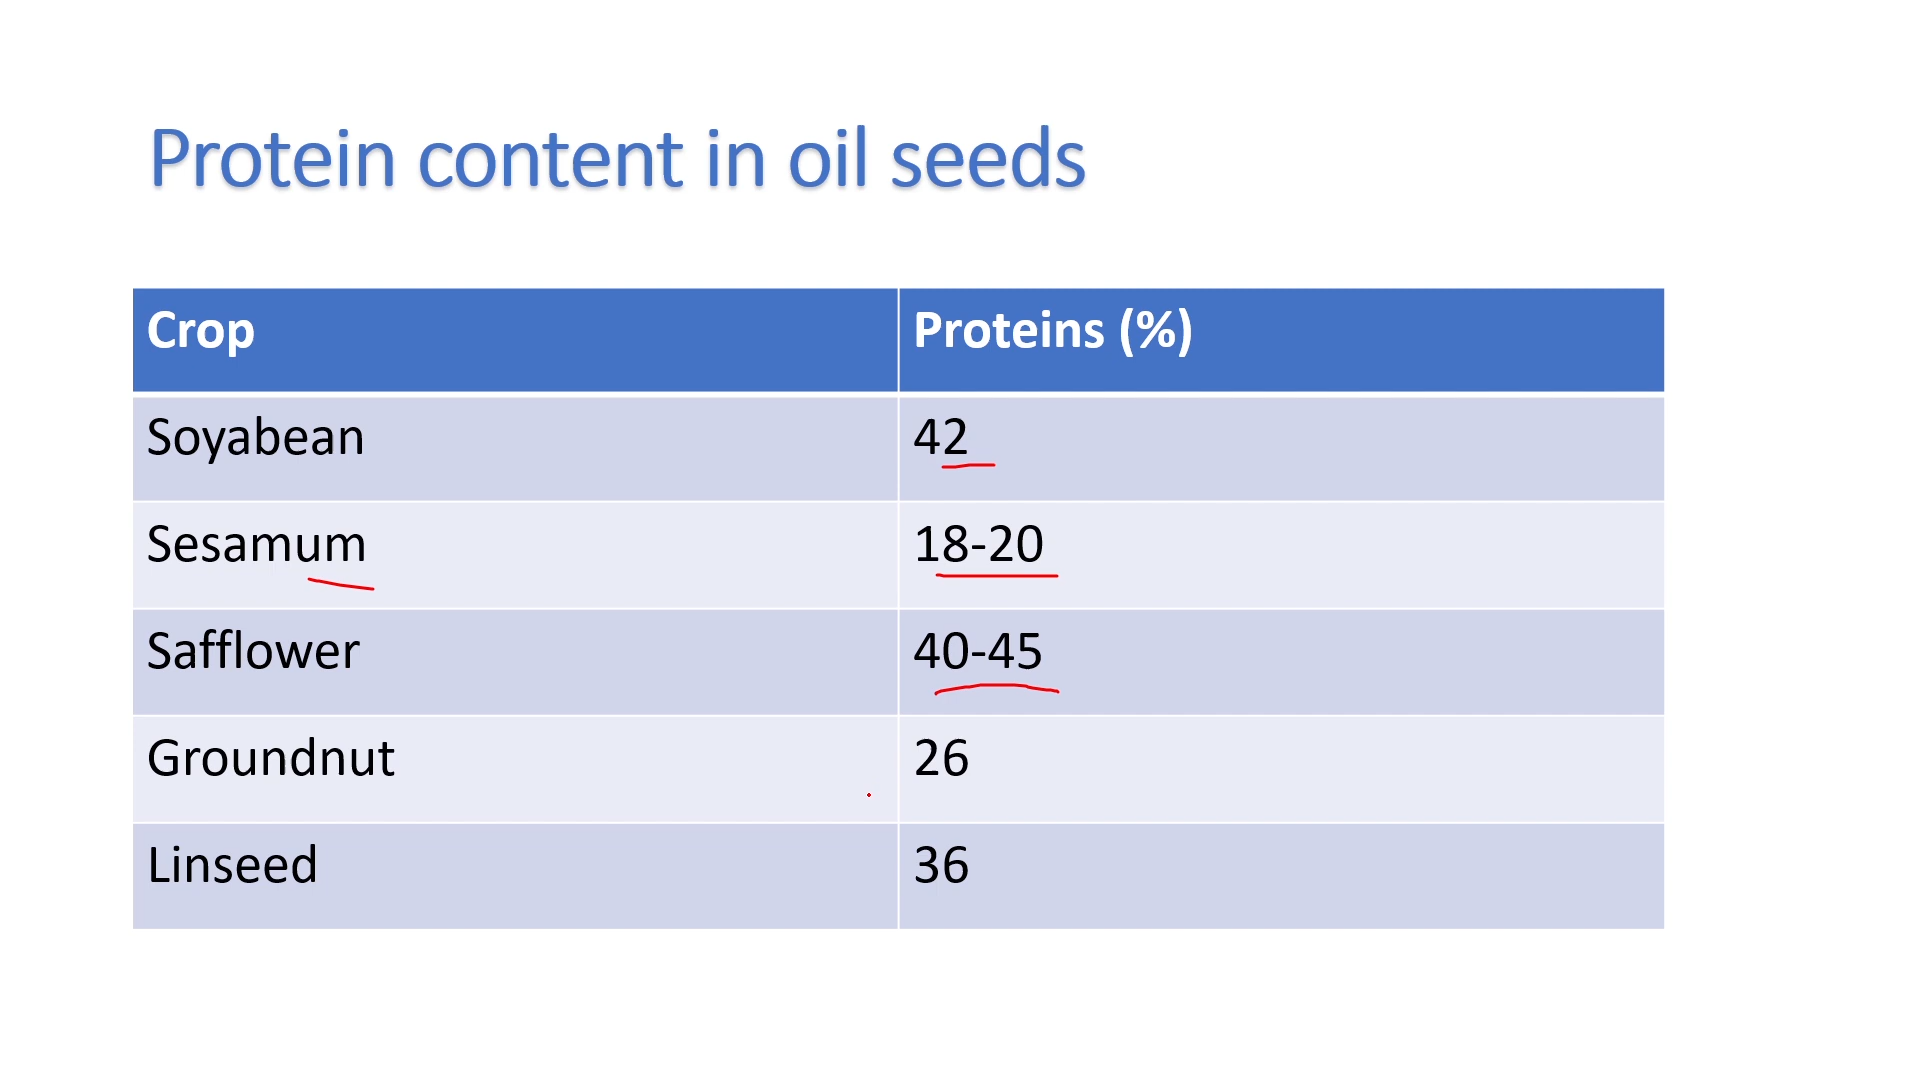 Protein content in oil seeds
Crop Proteins (%)
Soyabean 42
Sesamum 18-20
Safflower 40-45
Groundnut 26
Linseed 36